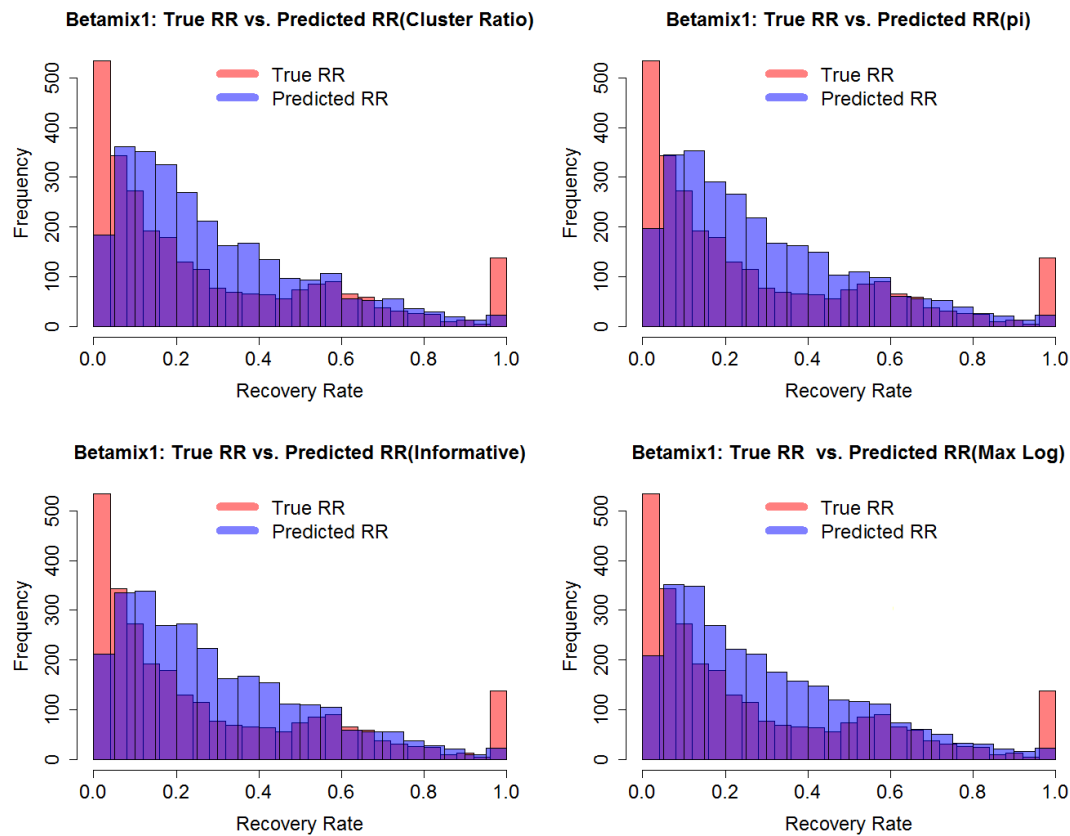 Betamix1: True RR vs. Predicted RR(Cluster Ratio)
True RR
Predicted RR
Frequency
0 100 200 300 400 500
0.0 0.2 0.4 0.6 0.8 1.0
Recovery Rate
Betamix1: True RR vs. Predicted RR(pi)
True RR
Predicted RR
Frequency
0 100 200 300 400 500
0.0 0.2 0.4 0.6 0.8 1.0
Recovery Rate
Betamix1: True RR vs. Predicted RR(Informative)
True RR
Predicted RR
Frequency
0 100 200 300 400 500
0.0 0.2 0.4 0.6 0.8 1.0
Recovery Rate
Betamix1: True RR  vs. Predicted RR(Max Log)
True RR
Predicted RR
Frequency
0 100 200 300 400 500
0.0 0.2 0.4 0.6 0.8 1.0
Recovery Rate